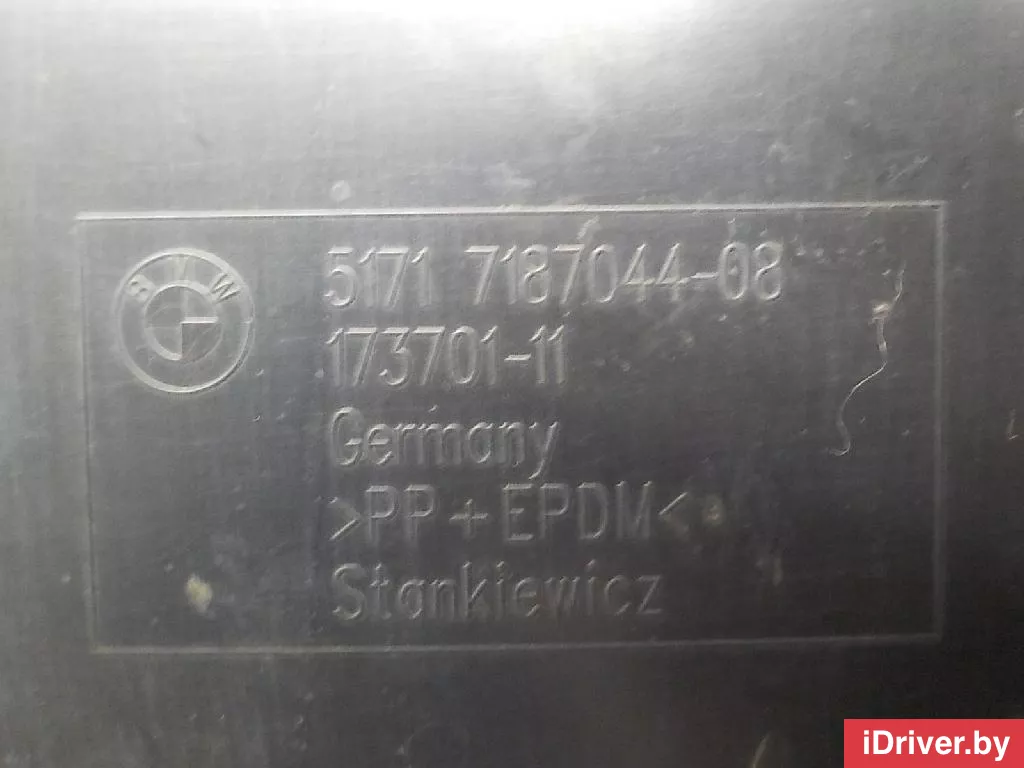 BMW
5171 7187044-08
173701-11
Germany
>PP+EPDM<
Stankiewicz
iDriver.by